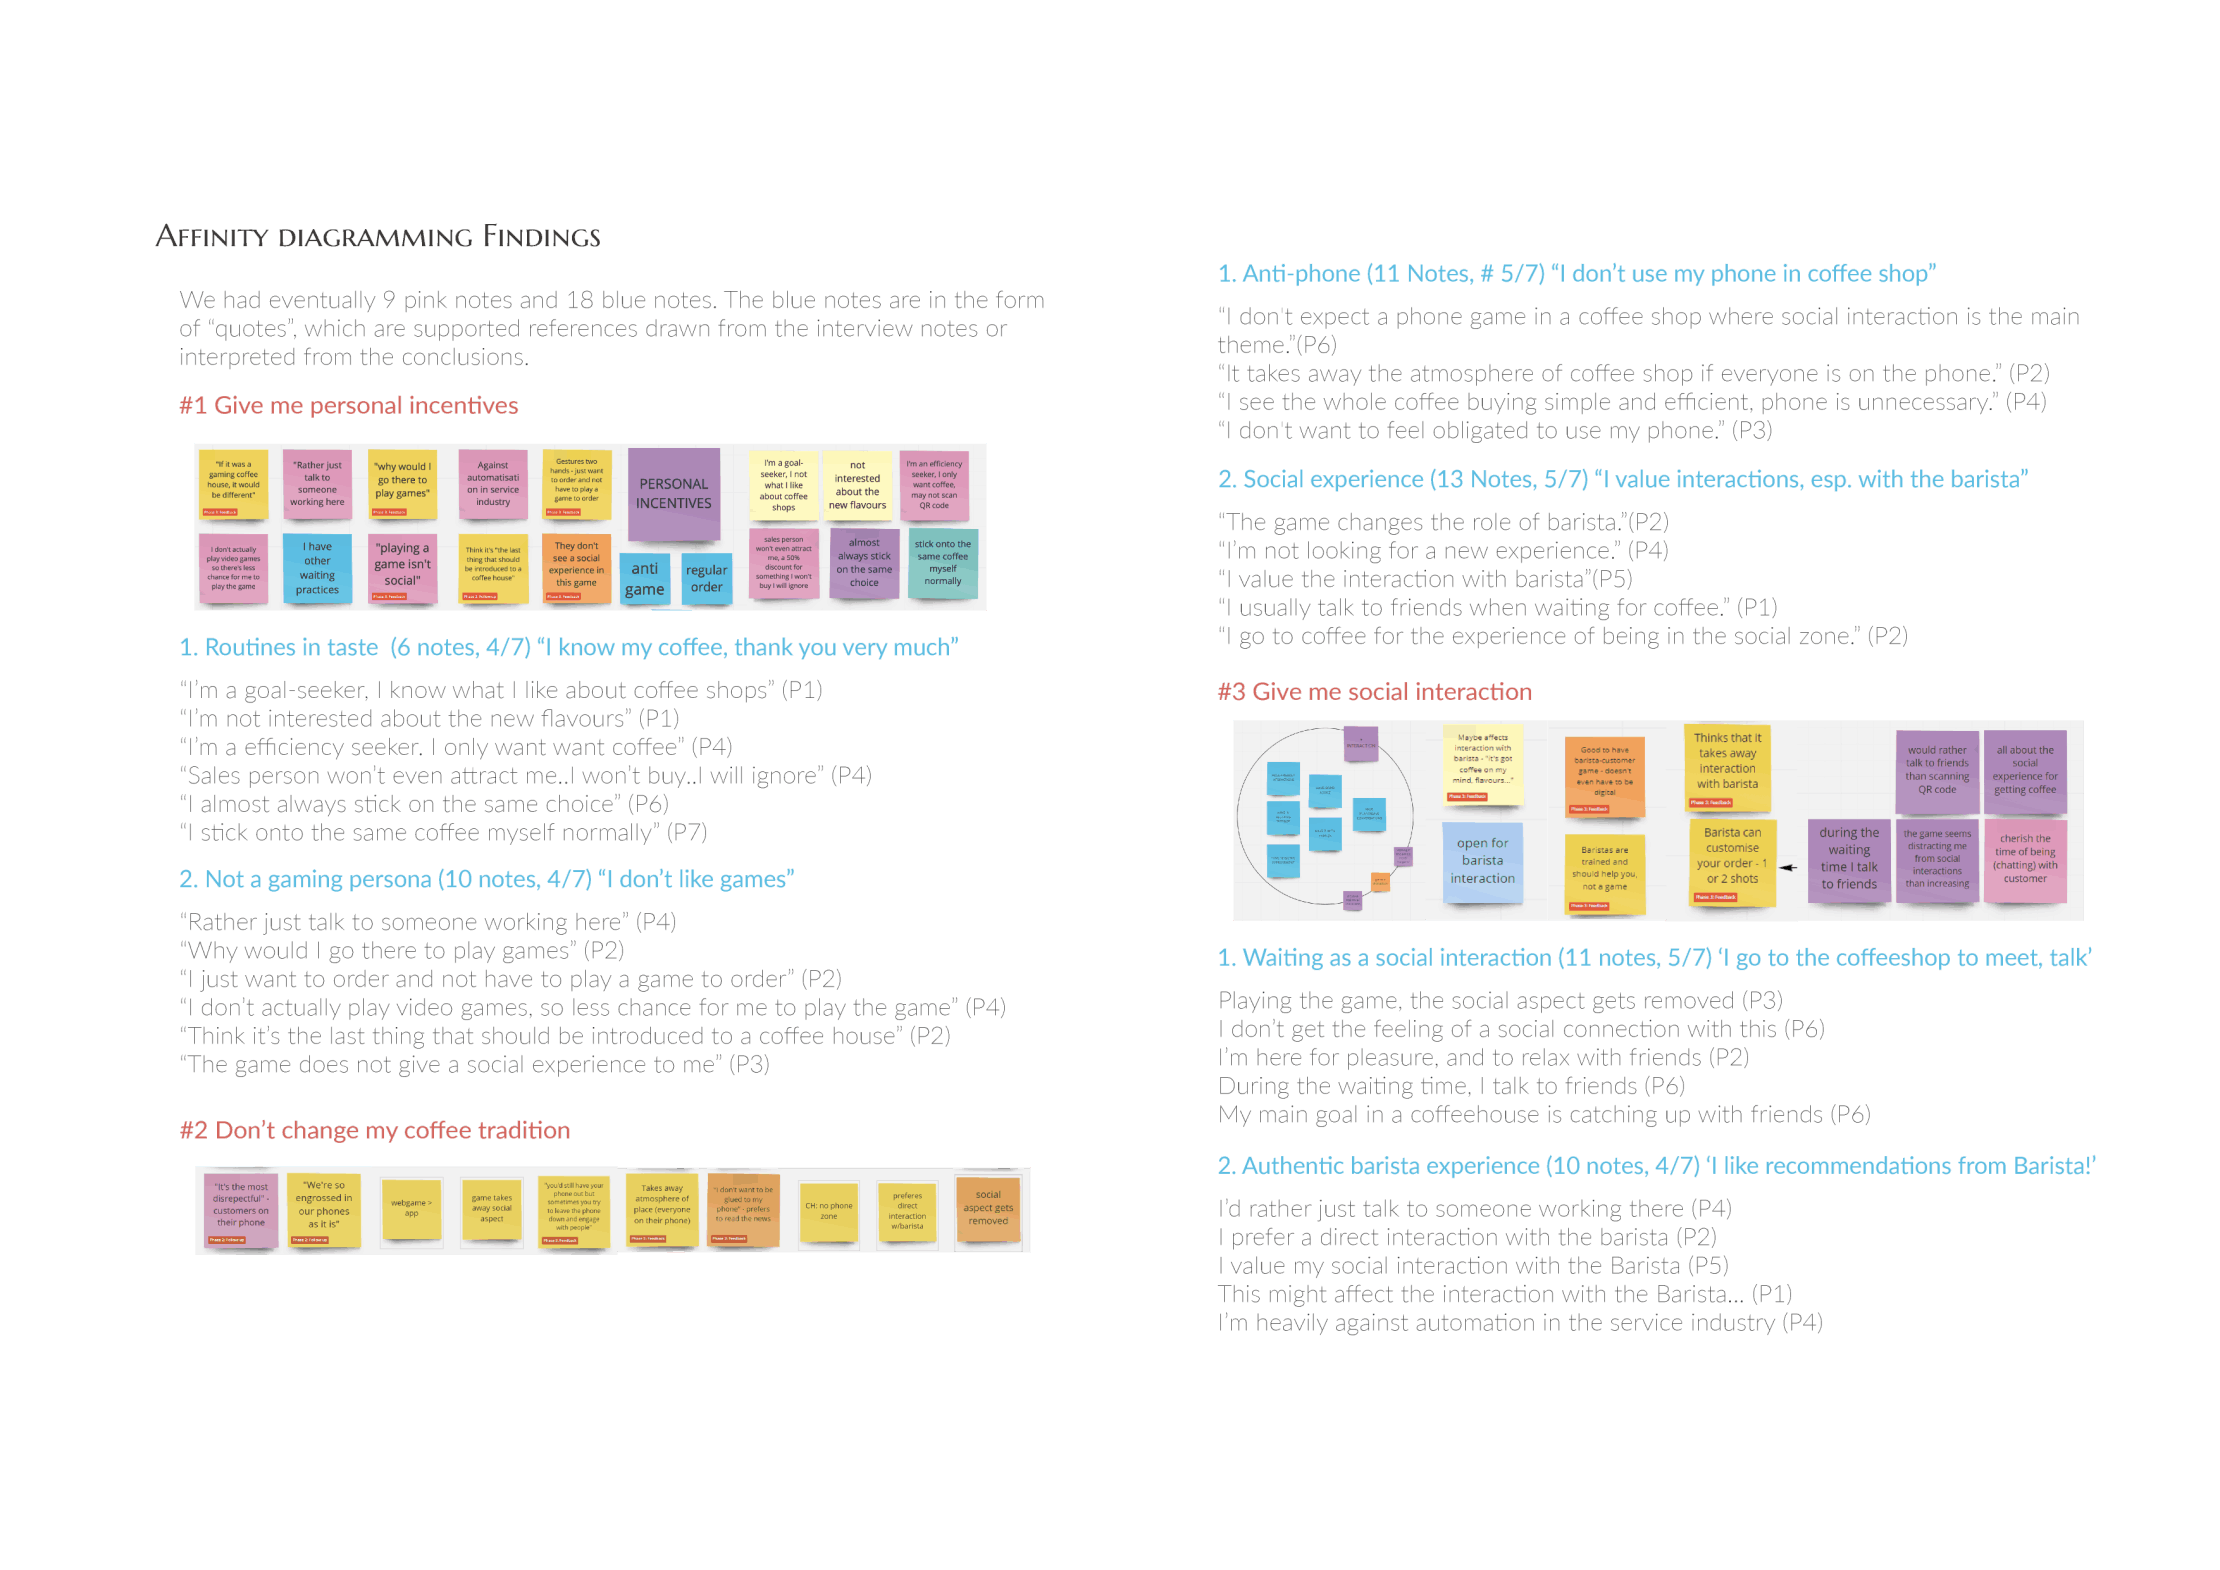 AFFINITY DIAGRAMMING FINDINGS
We had eventually 9 pink notes and 18 blue notes. The blue notes are in the form
of “quotes”, which are supported references drawn from the interview notes or
interpreted from the conclusions.
#1 Give me personal incentives
"If it was a
gaming coffee
house, it would
be different"
"Rather just
talk to
someone
working here
"why would I
go there to
play games"
Against
automatisati
on in service
industry
Gestures two
hands - just want
to order and not
have to play a
game to order
PERSONAL
INCENTIVES
I'm a goal-
seeker, I not
what I like
about coffee
shops
not
interested
about the
new flavours
I'm an efficiency
seeker, I only
want coffee,
may not scan
QR code
I don't actually
play video games
so there's less
chance for me to
play the game
I have
other
waiting
practices
"playing a
game isn't
social"
Think it's "the last
thing that should
be introduced to a
coffee house"
They don't
see a social
experience in
this game
anti
game
regular
order
sales person
won't even attract
me, a 50%
discount for
something I won't
buy I will ignore
almost
always stick
on the same
choice
stick onto the
same coffee
myself
normally
1. Routines in taste (6 notes, 4/7) “I know my coffee, thank you very much”
“I’m a goal-seeker, I know what I like about coffee shops” (P1)
“I’m not interested about the new flavours” (P1)
“I’m a efficiency seeker. I only want want coffee” (P4)
“Sales person won’t even attract me..I won’t buy..I will ignore” (P4)
“I almost always stick on the same choice” (P6)
“I stick onto the same coffee myself normally” (P7)
2. Not a gaming persona (10 notes, 4/7) “I don’t like games”
“Rather just talk to someone working here” (P4)
“Why would I go there to play games” (P2)
“I just want to order and not have to play a game to order” (P2)
“I don’t actually play video games, so less chance for me to play the game” (P4)
“Think it’s the last thing that should be introduced to a coffee house” (P2)
“The game does not give a social experience to me” (P3)
#2 Don’t change my coffee tradition
"It's the most
disrepectful" -
customers on
their phone
Phase 2: Follow up
"We're so
engrossed in
our phones
as it is"
Phase 2: Follow up
webgame >
app
game takes
away social
aspect
"you'd still have your
phone out but
sometimes you try
to leave the phone
down and engage
with people"
Phase 3: Feedback
Takes away
atmosphere of
place (everyone
on their phone)
Phase 3: Feedback
"I don't want to be
glued to my
phone" - prefers
to read the news
Phase 3: Feedback
CH: no phone
zone
preferes
direct
interaction
w/barista
social
aspect gets
removed
1. Anti-phone (11 Notes, # 5/7) “I don’t use my phone in coffee shop”
“I don't expect a phone game in a coffee shop where social interaction is the main
theme.”(P6)
“It takes away the atmosphere of coffee shop if everyone is on the phone.” (P2)
“I see the whole coffee buying simple and efficient, phone is unnecessary.” (P4)
“I don't want to feel obligated to use my phone.” (P3)
2. Social experience (13 Notes, 5/7) “I value interactions, esp. with the barista”
“The game changes the role of barista.”(P2)
“I’m not looking for a new experience.” (P4)
“I value the interaction with barista”(P5)
“I usually talk to friends when waiting for coffee.” (P1)
“I go to coffee for the experience of being in the social zone.” (P2)
#3 Give me social interaction
INTERACTION
Maybe affects
interaction with
barista - "it's got
coffee on my
mind, flavours..."
Phase 3: Feedback
open for
barista
interaction
Good to have
barista-customer
game - doesn't
even have to be
digital
Phase 3: Feedback
Baristas are
trained and
should help you,
not a game
Phase 3: Feedback
Thinks that it
takes away
interaction
with barista
Phase 3: Feedback
Barista can
customise
your order - 1
or 2 shots
Phase 3: Feedback
during the
waiting
time I talk
to friends
would rather
talk to friends
than scanning
QR code
the game seems
distracting me
from social
interactions
than increasing
all about the
social
experience for
getting coffee
cherish the
time of being
(chatting) with
customer
1. Waiting as a social interaction (11 notes, 5/7) ‘I go to the coffeeshop to meet, talk’
Playing the game, the social aspect gets removed (P3)
I don’t get the feeling of a social connection with this (P6)
I’m here for pleasure, and to relax with friends (P2)
During the waiting time, I talk to friends (P6)
My main goal in a coffeehouse is catching up with friends (P6)
2. Authentic barista experience (10 notes, 4/7) ‘I like recommendations from Barista!’
I’d rather just talk to someone working there (P4)
I prefer a direct interaction with the barista (P2)
I value my social interaction with the Barista (P5)
This might affect the interaction with the Barista... (P1)
I’m heavily against automation in the service industry (P4)